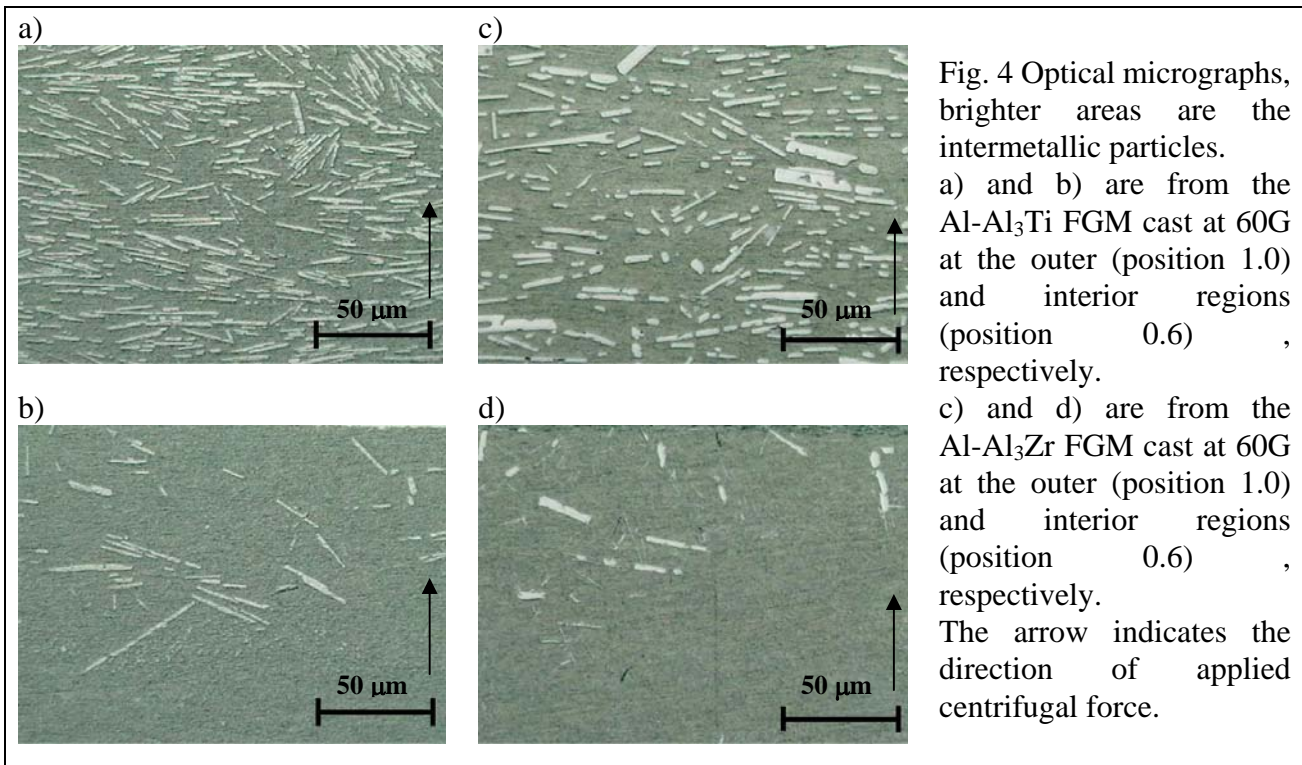 a)
c)
50 μm
50 μm
b)
d)
50 μm
50 μm
Fig. 4 Optical micrographs,
brighter areas are the
intermetallic particles.
a) and b) are from the
Al-Al₃Ti FGM cast at 60G
at the outer (position 1.0)
and interior regions
(position 0.6) ,
respectively.
c) and d) are from the
Al-Al₃Zr FGM cast at 60G
at the outer (position 1.0)
and interior regions
(position 0.6) ,
respectively.
The arrow indicates the
direction of applied
centrifugal force.